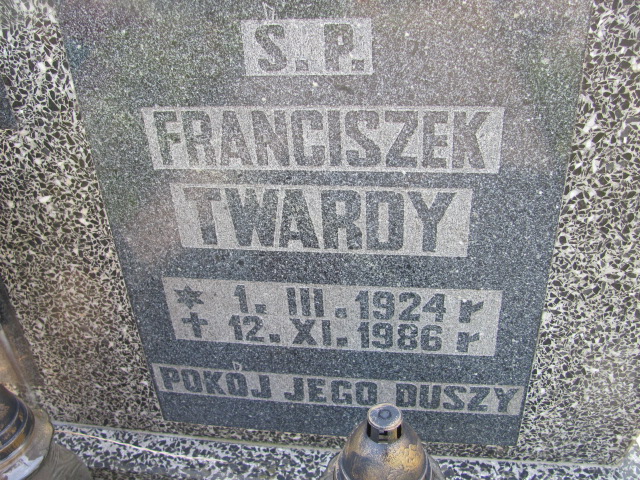 Ś. P.
FRANCISZEK
TWARDY
* 1. III. 1924 r
+ 12. XI. 1986 r
POKÓJ JEGO DUSZY